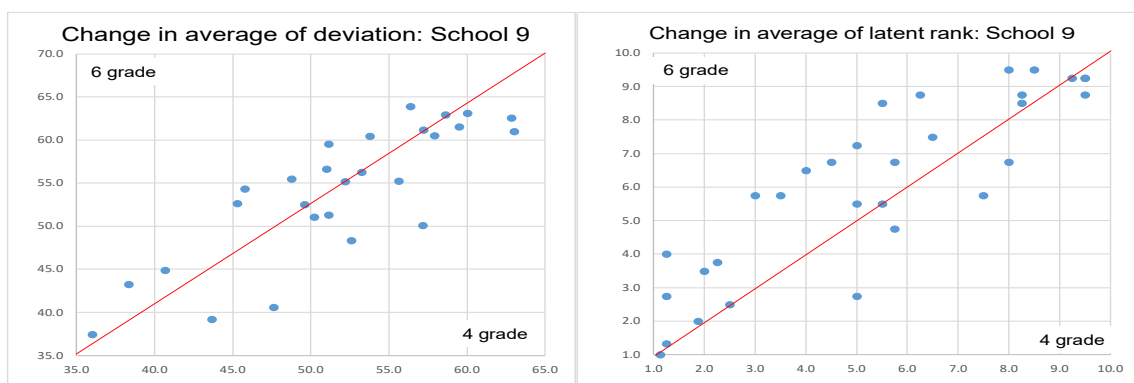 Change in average of deviation: School 9
70.0
6 grade
65.0
60.0
55.0
50.0
45.0
40.0
4 grade
35.0
35.0 40.0 45.0 50.0 55.0 60.0 65.0
Change in average of latent rank: School 9
10.0
6 grade
9.0
8.0
7.0
6.0
5.0
4.0
3.0
2.0
4 grade
1.0
1.0 2.0 3.0 4.0 5.0 6.0 7.0 8.0 9.0 10.0